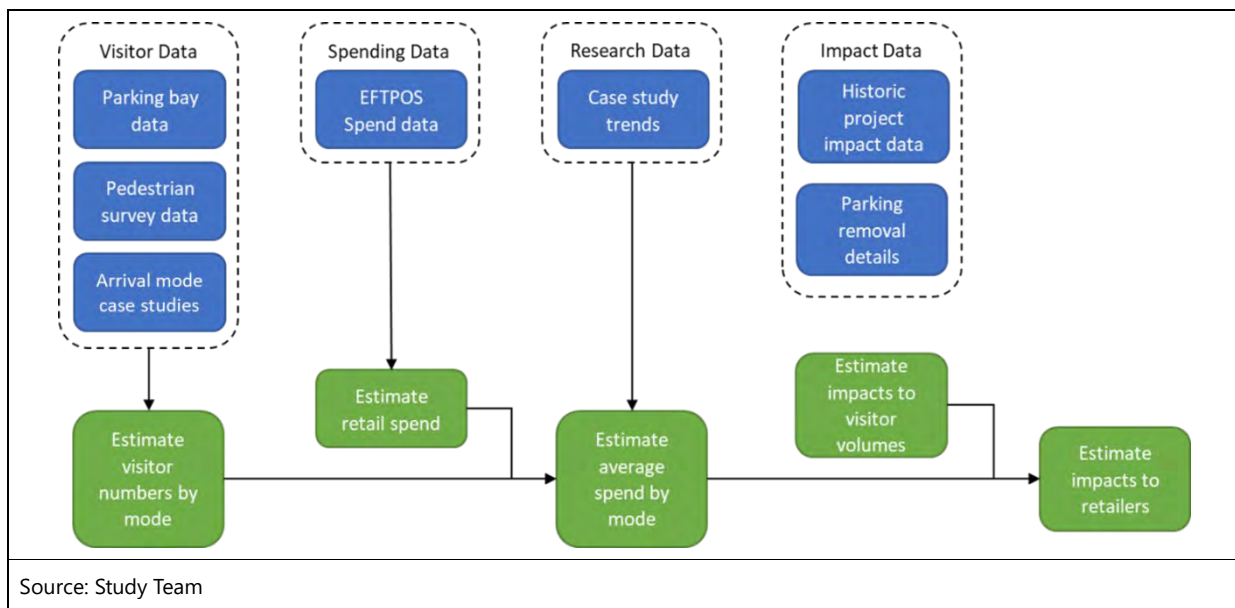 Visitor Data
Parking bay
data
Pedestrian
survey data
Arrival mode
case studies
Spending Data
EFTPOS
Spend data
Research Data
Case study
trends
Impact Data
Historic
project
impact data
Parking
removal
details
Estimate
visitor
numbers by
mode
Estimate
retail spend
Estimate
average
spend by
mode
Estimate
impacts to
visitor
volumes
Estimate
impacts to
retailers
Source: Study Team